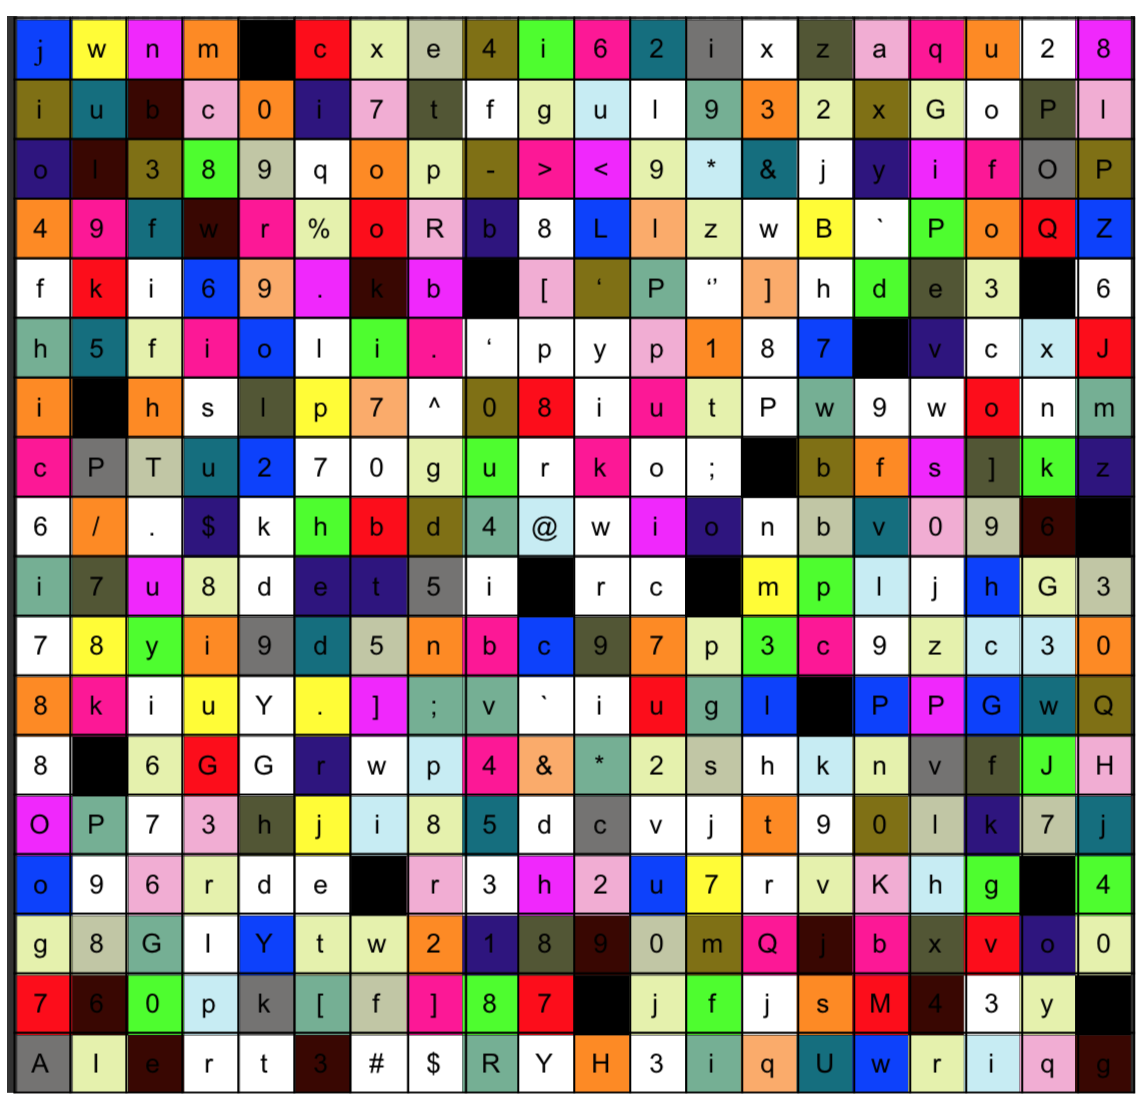 j w n m c x e 4 i 6 2 i x z a q u 2 8
i u b c 0 i 7 t f g u l 9 3 2 x G o P l
o l 3 8 9 q o p - > < 9 * & j y i f O P
4 9 f w r % o R b 8 L l z w B ` P o Q Z
f k i 6 9 . k b [ ‘ P “ ] h d e 3 6
h 5 f i o l i . ‘ p y p 1 8 7 v c x J
i h s l p 7 ^ 0 8 i u t P w 9 w o n m
c P T u 2 7 0 g u r k o ; b f s ] k z
6 / . $ k h b d 4 @ w i o n b v 0 9 6
i 7 u 8 d e t 5 i r c m p l j h G 3
7 8 y i 9 d 5 n b c 9 7 p 3 c 9 z c 3 0
8 k i u Y . ] ; v ` i u g l P P G w Q
8 6 G G r w p 4 & * 2 s h k n v f J H
O P 7 3 h j i 8 5 d c v j t 9 0 l k 7 j
o 9 6 r d e r 3 h 2 u 7 r v K h g 4
g 8 G l Y t w 2 1 8 9 0 m Q j b x v o 0
7 6 0 p k [ f ] 8 7 j f j s M 4 3 y
A l e r t 3 # $ R Y H 3 i q U w r i q g